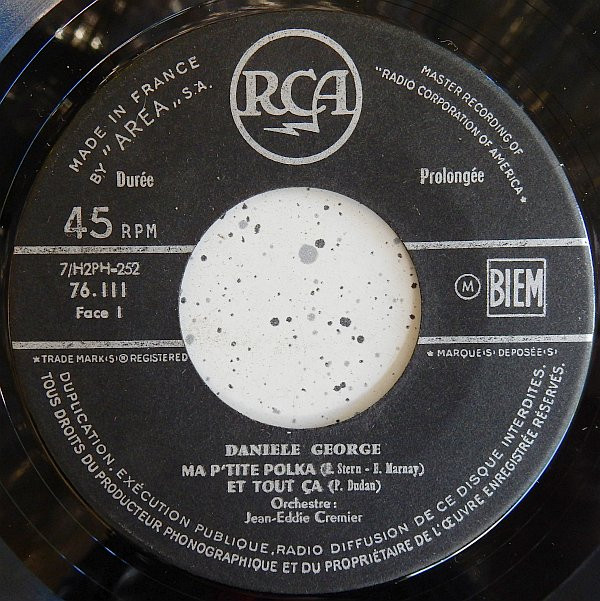 RCA
MADE IN FRANCE
BY "AREA" S.A.
MASTER RECORDING OF
"RADIO CORPORATION OF AMERICA"
Durée
Prolongée
45 RPM
7/H2PH-252
76.111
Face 1
M
BIEM
★TRADE MARK(S)®REGISTERED
★MARQUE(S) DEPOSÉE(S)
DANIELE GEORGE
MA P'TITE POLKA (E. Stern - E. Marnay)
ET TOUT ÇA (P. Dudan)
Orchestre:
Jean-Eddie Cremier
DUPLICATION, EXÉCUTION PUBLIQUE, RADIO DIFFUSION DE CE DISQUE INTERDITES.
TOUS DROITS DU PRODUCTEUR PHONOGRAPHIQUE ET DU PROPRIÉTAIRE DE L'ŒUVRE ENREGISTRÉE RÉSERVÉS.